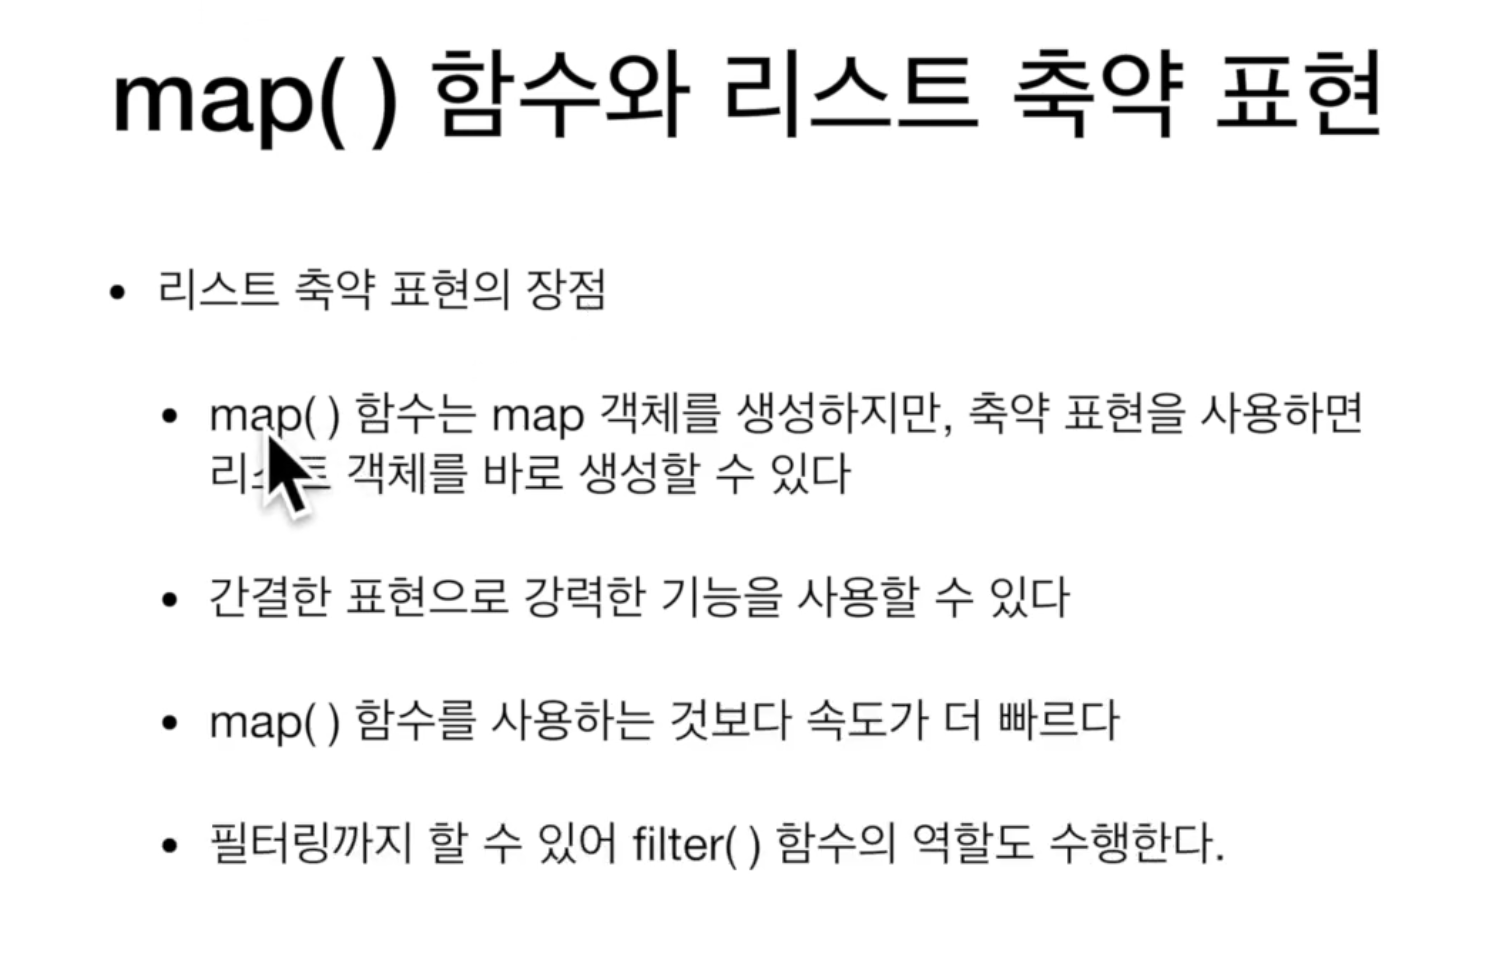 map( ) 함수와 리스트 축약 표현
• 리스트 축약 표현의 장점
• map( ) 함수는 map 객체를 생성하지만, 축약 표현을 사용하면
리스트 객체를 바로 생성할 수 있다
• 간결한 표현으로 강력한 기능을 사용할 수 있다
• map( ) 함수를 사용하는 것보다 속도가 더 빠르다
• 필터링까지 할 수 있어 filter( ) 함수의 역할도 수행한다.